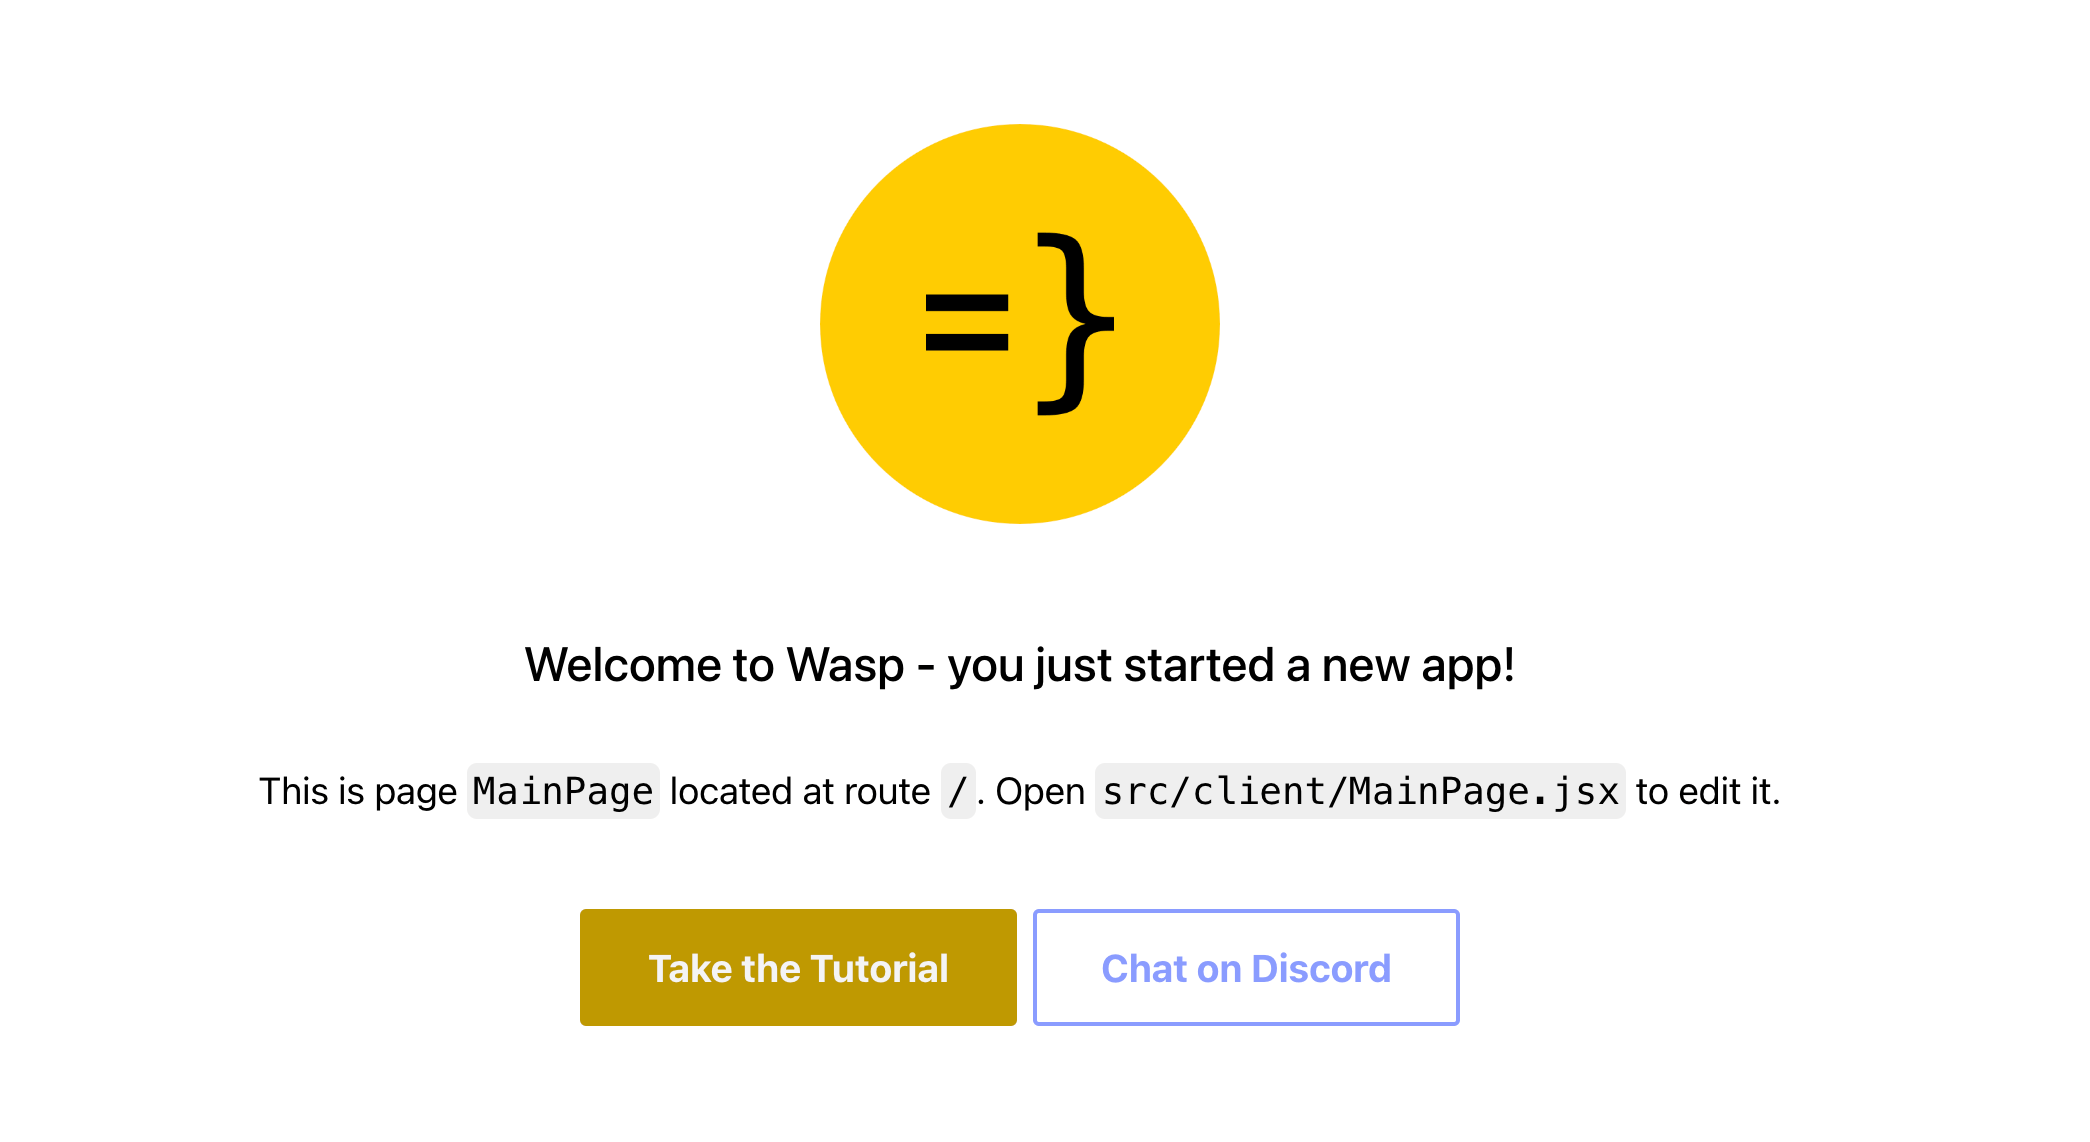 =}
Welcome to Wasp - you just started a new app!
This is page MainPage located at route /. Open src/client/MainPage.jsx to edit it.
Take the Tutorial
Chat on Discord